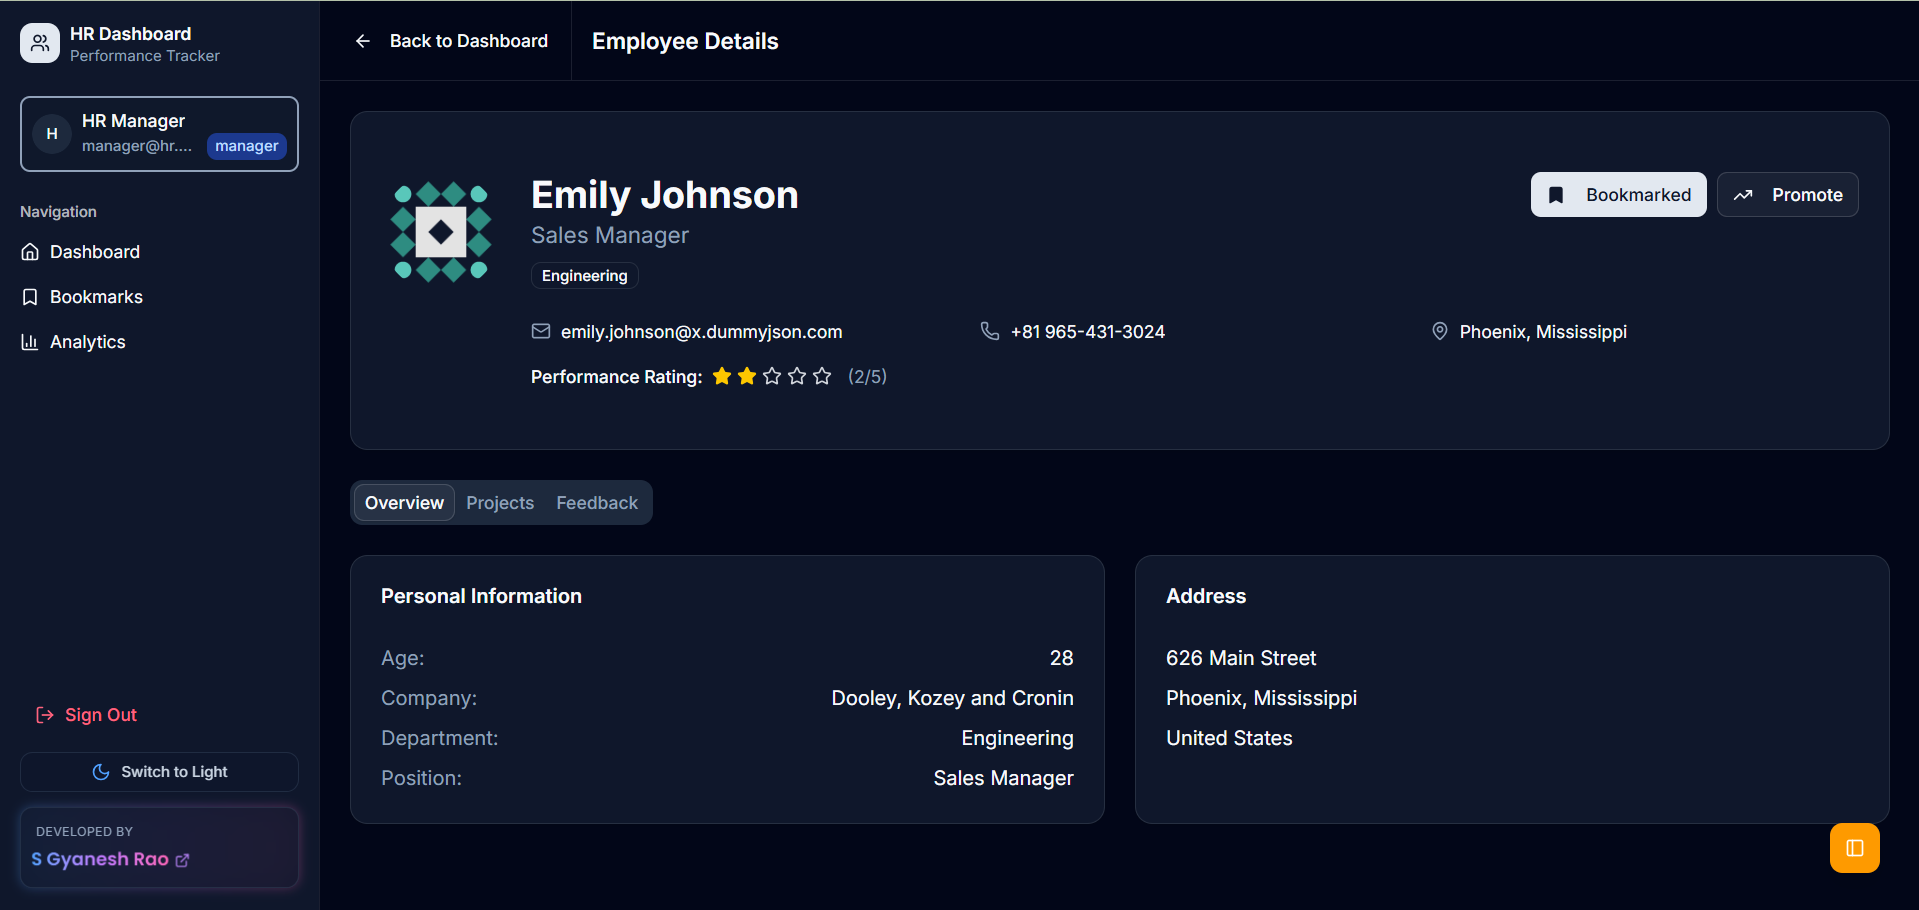 HR Dashboard
Performance Tracker
H
HR Manager
manager@hr.... manager
Navigation
Dashboard
Bookmarks
Analytics
Sign Out
Switch to Light
DEVELOPED BY
S Gyanesh Rao
Back to Dashboard Employee Details
Emily Johnson
Bookmarked Promote
Sales Manager
Engineering
emily.johnson@x.dummyjson.com +81 965-431-3024 Phoenix, Mississippi
Performance Rating: (2/5)
Overview Projects Feedback
Personal Information
Age: 28
Company: Dooley, Kozey and Cronin
Department: Engineering
Position: Sales Manager
Address
626 Main Street
Phoenix, Mississippi
United States